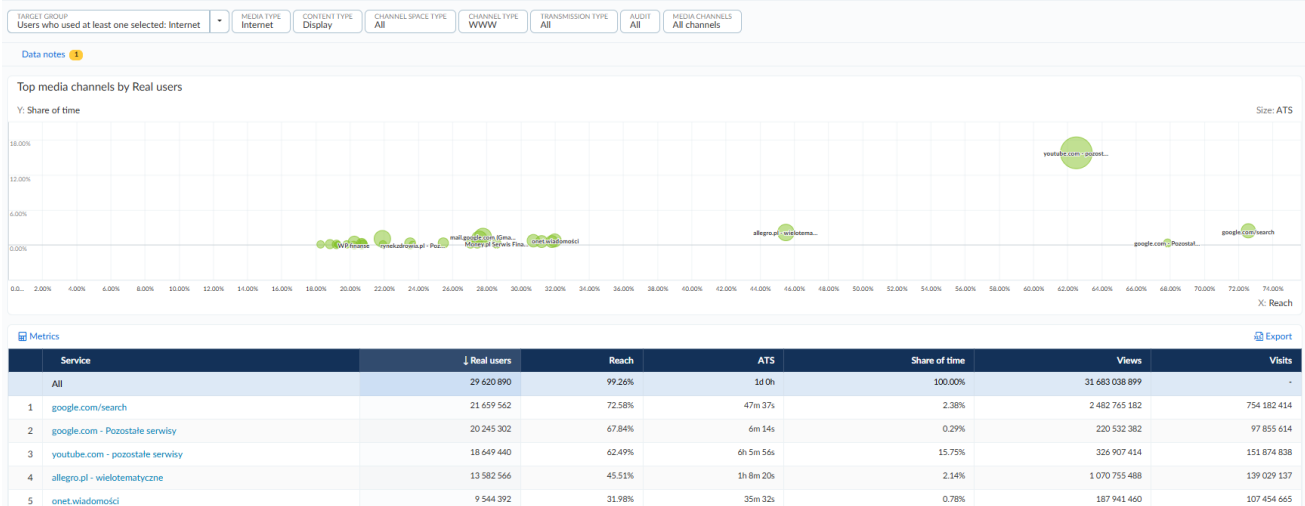 TARGET GROUP MEDIA TYPE CONTENT TYPE CHANNEL SPACE TYPE CHANNEL TYPE TRANSMISSION TYPE AUDIT MEDIA CHANNELS
Users who used at least one selected: Internet Internet Display All WWW All All All channels
Data notes 1
Top media channels by Real users
Y: Share of time Size: ATS
18.00%
youtube.com - pozost...
12.00%
6.00%
allegro.pl - wielotema... google.com/search
mail.google.com (Gma... onet.wiadomości
WP.finanse rynekzdrowia.pl - Poz... Money.pl Serwis Fina... google.com - Pozostał...
0.00%
0.0... 2.00% 4.00% 6.00% 8.00% 10.00% 12.00% 14.00% 16.00% 18.00% 20.00% 22.00% 24.00% 26.00% 28.00% 30.00% 32.00% 34.00% 36.00% 38.00% 40.00% 42.00% 44.00% 46.00% 48.00% 50.00% 52.00% 54.00% 56.00% 58.00% 60.00% 62.00% 64.00% 66.00% 68.00% 70.00% 72.00% 74.00%
X: Reach
Metrics Export
Service ↓ Real users Reach ATS Share of time Views Visits
All 29 620 890 99.26% 1d 0h 100.00% 31 683 038 899 -
1 google.com/search 21 659 562 72.58% 47m 37s 2.38% 2 482 765 182 754 182 414
2 google.com - Pozostałe serwisy 20 245 302 67.84% 6m 14s 0.29% 220 532 382 97 855 614
3 youtube.com - pozostałe serwisy 18 649 440 62.49% 6h 5m 56s 15.75% 326 907 414 151 874 838
4 allegro.pl - wielotematyczne 13 582 566 45.51% 1h 8m 20s 2.14% 1 070 755 488 139 029 137
5 onet.wiadomości 9 544 392 31.98% 35m 32s 0.78% 187 941 460 107 454 665